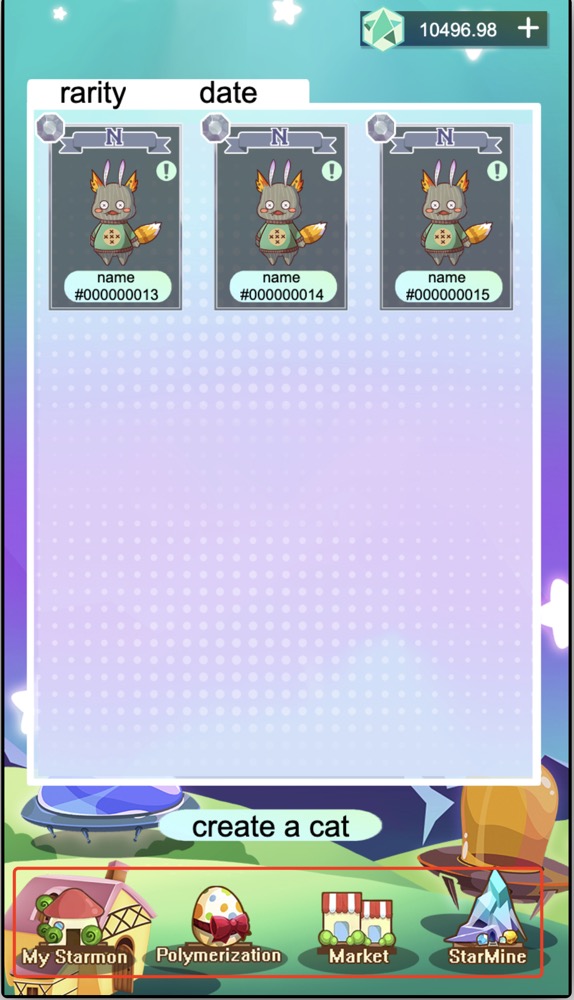 10496.98 +
rarity date
N N N
! ! !
name name name
#000000013 #000000014 #000000015
create a cat
My Starmon Polymerization Market StarMine